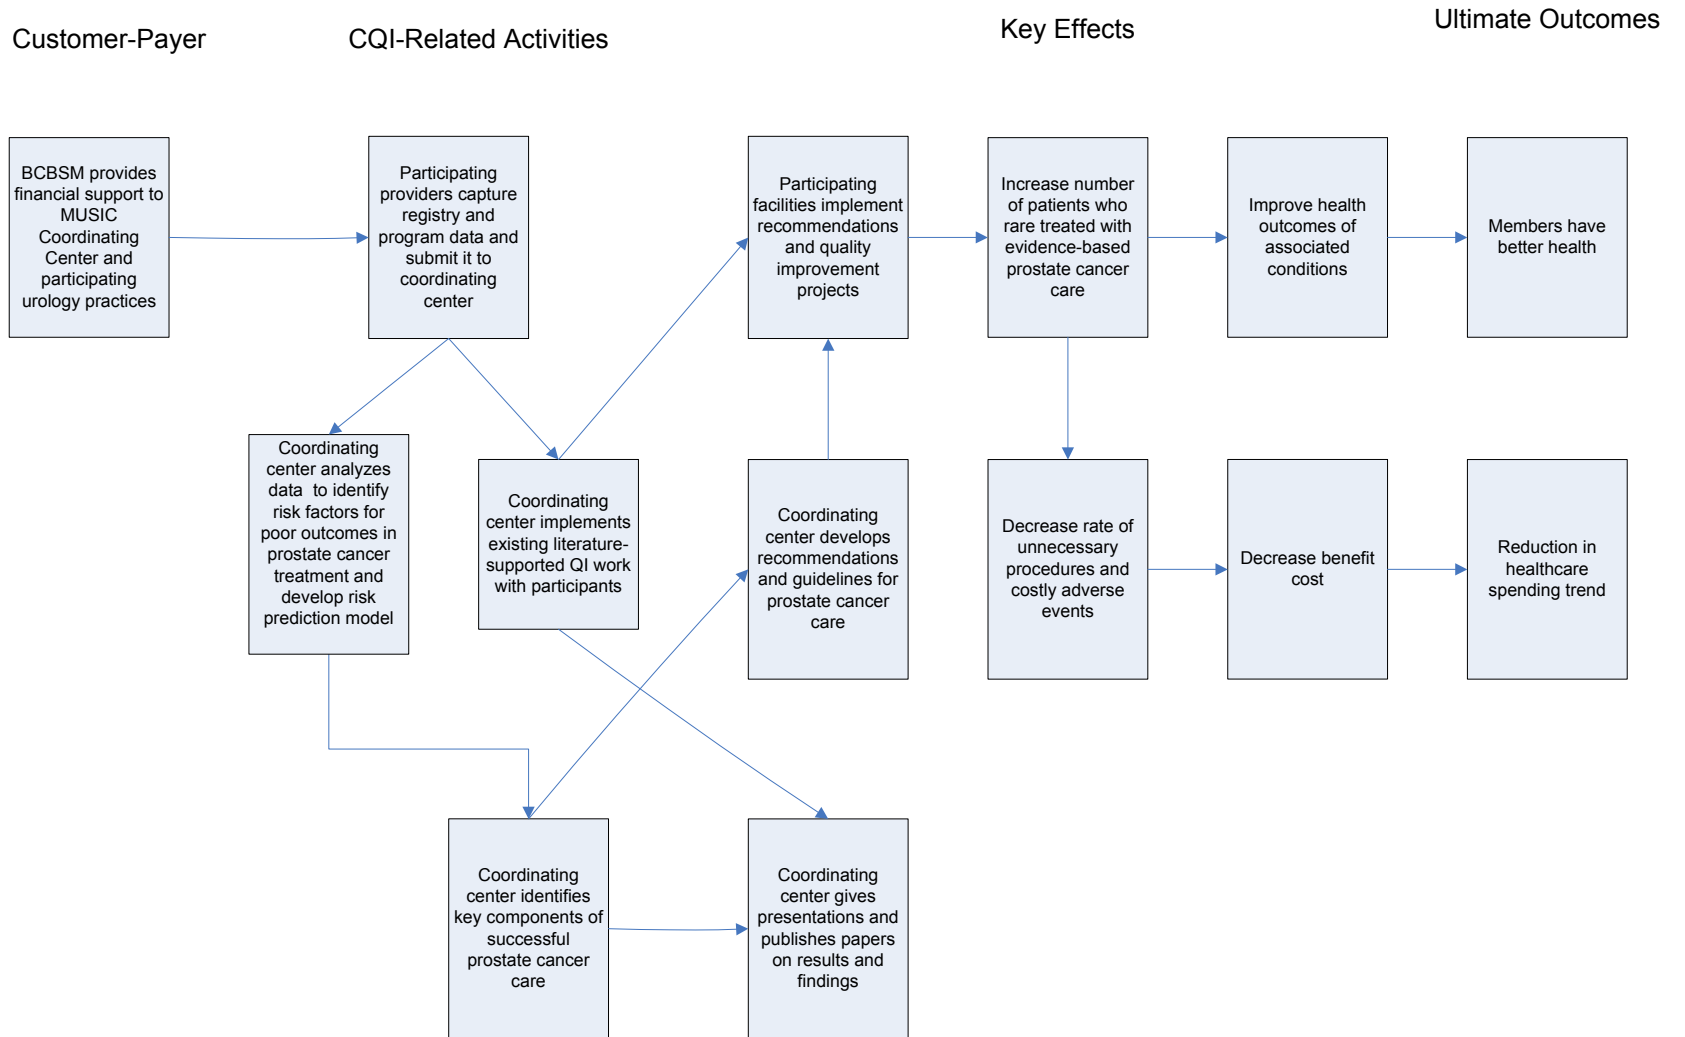 Customer-Payer
CQI-Related Activities
Key Effects
Ultimate Outcomes
BCBSM provides
financial support to
MUSIC
Coordinating
Center and
participating
urology practices
Participating
providers capture
registry and
program data and
submit it to
coordinating
center
Participating
facilities implement
recommendations
and quality
improvement
projects
Increase number
of patients who
rare treated with
evidence-based
prostate cancer
care
Improve health
outcomes of
associated
conditions
Members have
better health
Coordinating
center analyzes
data to identify
risk factors for
poor outcomes in
prostate cancer
treatment and
develop risk
prediction model
Coordinating
center implements
existing literature-
supported QI work
with participants
Coordinating
center develops
recommendations
and guidelines for
prostate cancer
care
Decrease rate of
unnecessary
procedures and
costly adverse
events
Decrease benefit
cost
Reduction in
healthcare
spending trend
Coordinating
center identifies
key components of
successful
prostate cancer
care
Coordinating
center gives
presentations and
publishes papers
on results and
findings